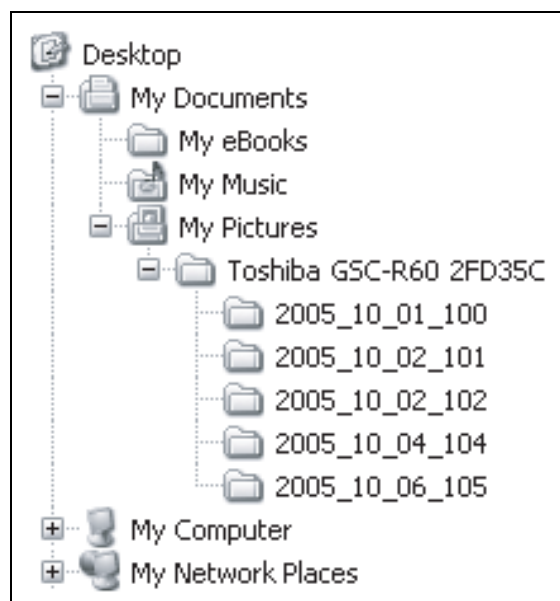 Desktop
My Documents
My eBooks
My Music
My Pictures
Toshiba GSC-R60 2FD35C
2005_10_01_100
2005_10_02_101
2005_10_02_102
2005_10_04_104
2005_10_06_105
My Computer
My Network Places